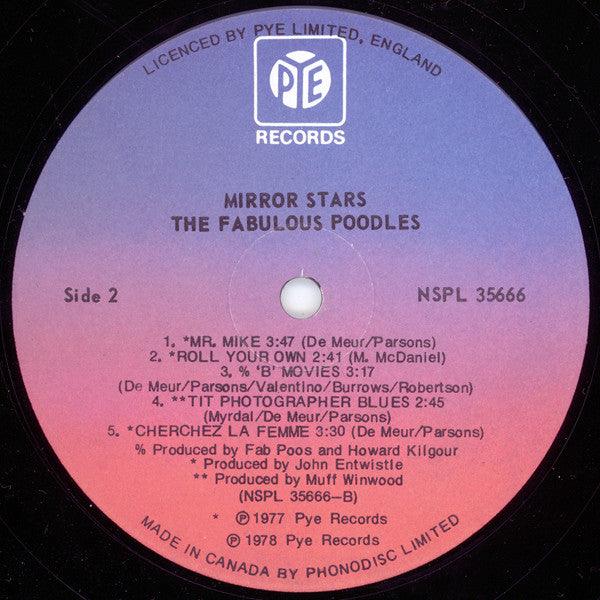 LICENCED BY PYE LIMITED, ENGLAND
PYE
RECORDS
MIRROR STARS
THE FABULOUS POODLES
Side 2
NSPL 35666
1. *MR. MIKE 3:47 (De Meur/Parsons)
2. *ROLL YOUR OWN 2:41 (M. McDaniel)
3. % 'B' MOVIES 3:17
(De Meur/Parsons/Valentino/Burrows/Robertson)
4. **TIT PHOTOGRAPHER BLUES 2:45
(Myrdal/De Meur/Parsons)
5. *CHERCHEZ LA FEMME 3:30 (De Meur/Parsons)
% Produced by Fab Poos and Howard Kilgour
* Produced by John Entwistle
** Produced by Muff Winwood
(NSPL 35666-B)
* ℗ 1977 Pye Records
℗ 1978 Pye Records
MADE IN CANADA BY PHONODISC LIMITED